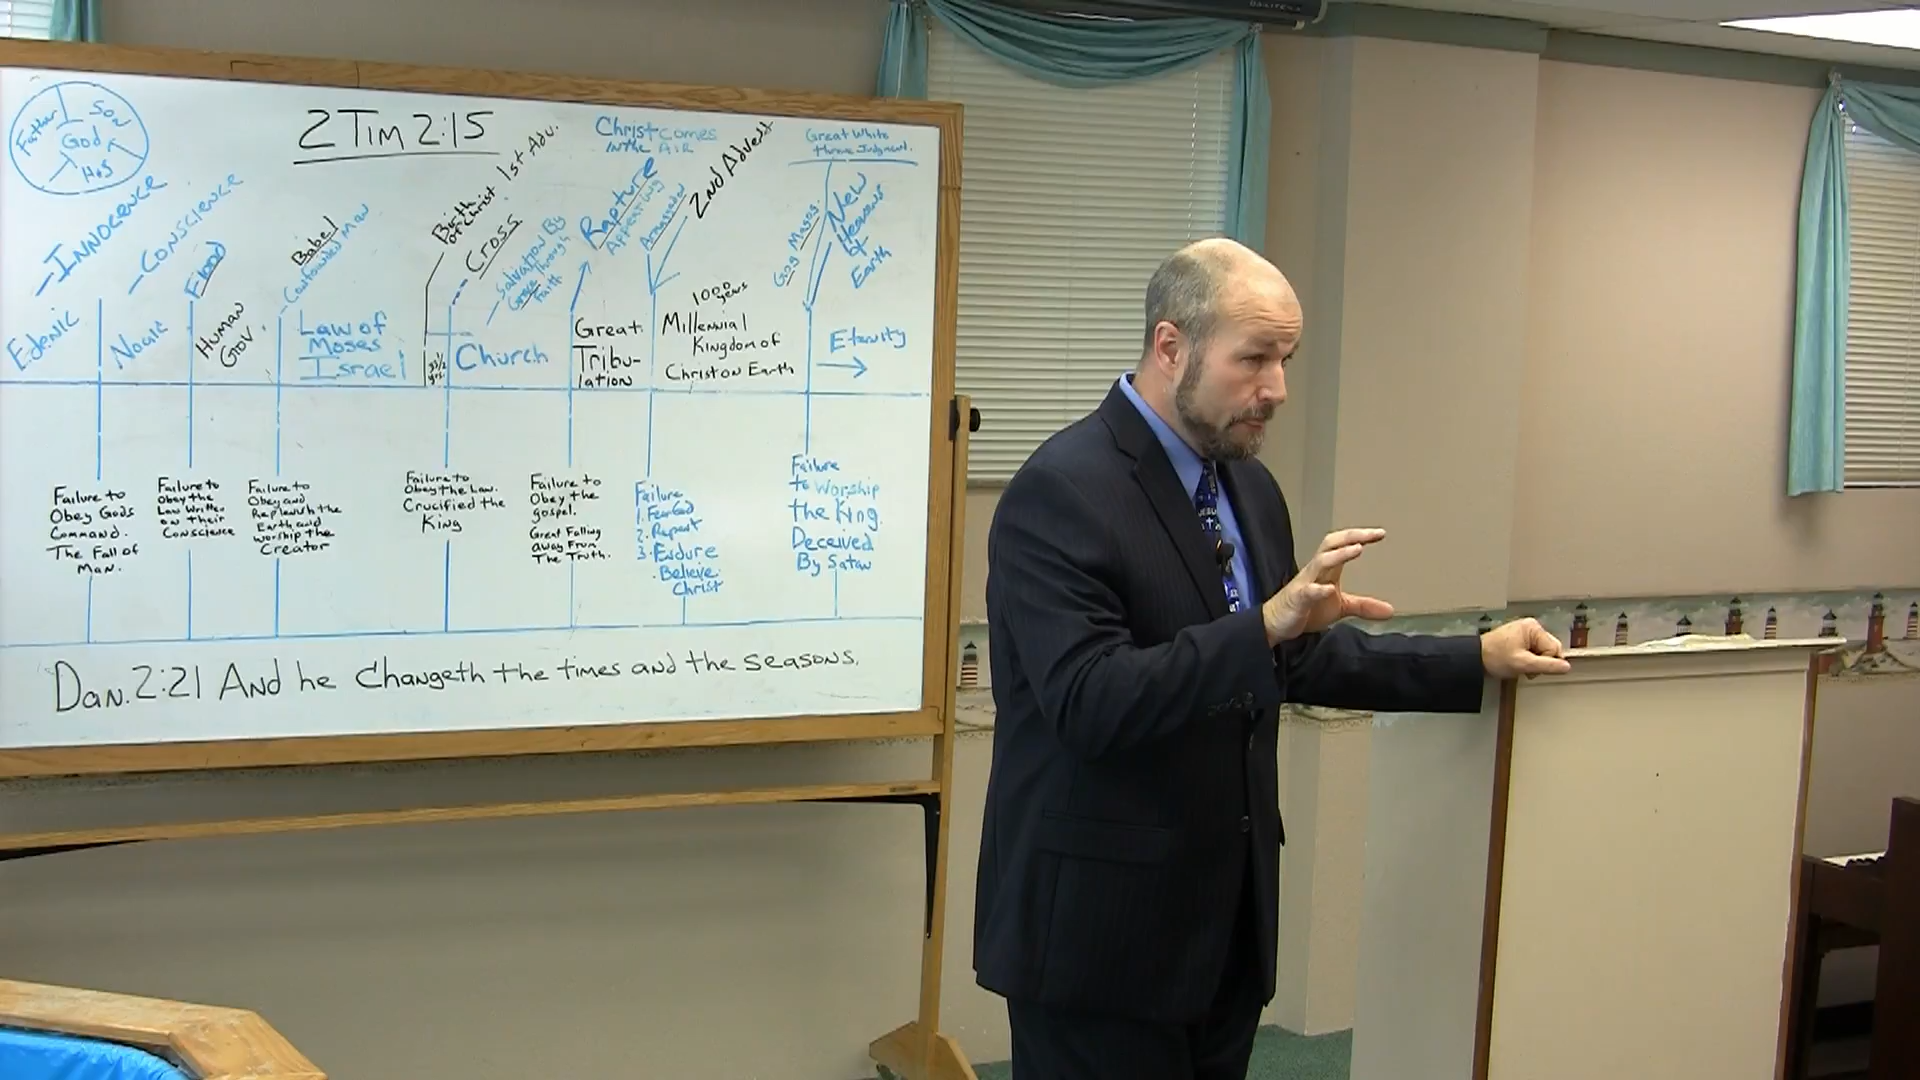 Father
Son
God
H.S
2 Tim 2:15
-Innocence
-Conscience
Flood
Babel
-Confounded Man
Birth
of Christ 1st Adv.
Cross
-Salvation By
Grace Through
Faith
Christ comes
in the Air
Rapture
Appearing
2nd Advent
Great White
Throne Judgment.
Gog Magog
New
Heavens
&
Earth
Edenic
Noaic
Human
Gov.
Law of
Moses
Israel
yrs.
Church
Great
Tribu-
lation
1000
years
Millennial
Kingdom of
Christ on Earth
Eternity
Failure to
Obey Gods
Command.
The Fall of
Man.
Failure to
Obey the
Law Written
on their
Conscience
Failure to
Obey and
Replenish the
Earth and
worship the
Creator
Failure to
Obey the Law.
Crucified the
King
Failure to
Obey the
gospel.
Great Falling
away From
The Truth.
Failure
1. Fear God
2. Repent
3. Endure
. Believe
Christ
Failure
to Worship
the King.
Deceived
By Satan
Dan. 2:21 And he changeth the times and the seasons.